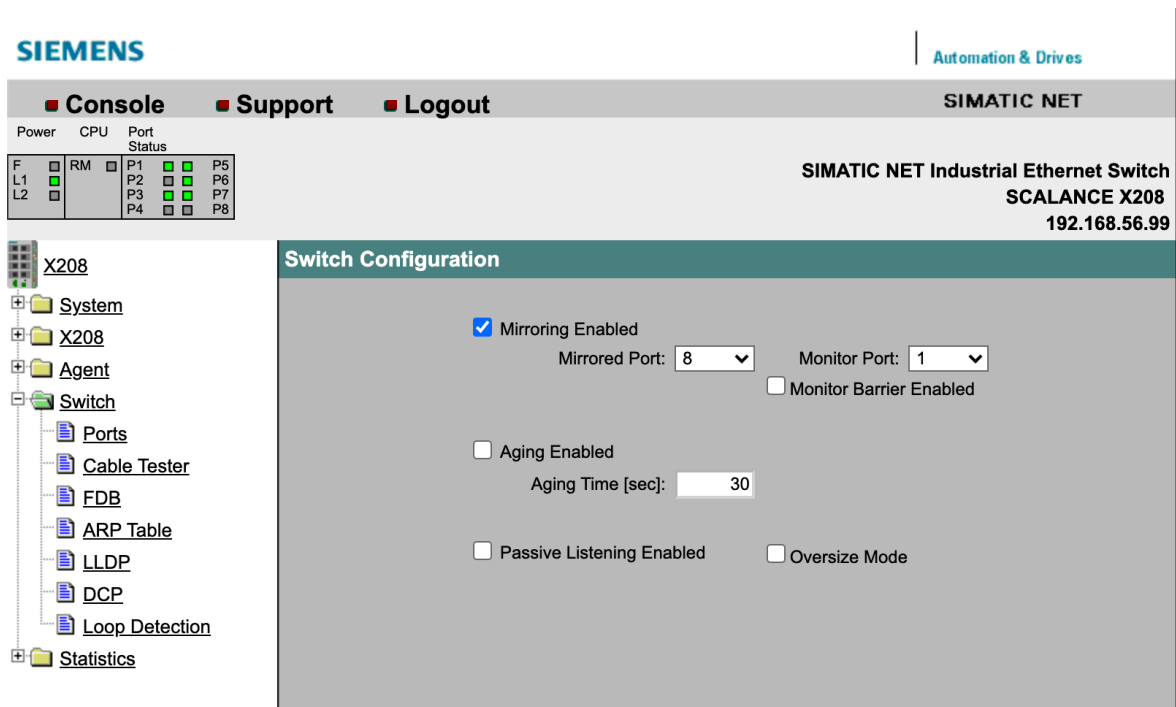 SIEMENS
Automation & Drives
Console Support Logout
SIMATIC NET
Power CPU Port
Status
F RM P1 P5
L1 P2 P6
L2 P3 P7
P4 P8
SIMATIC NET Industrial Ethernet Switch
SCALANCE X208
192.168.56.99
X208
System
X208
Agent
Switch
Ports
Cable Tester
FDB
ARP Table
LLDP
DCP
Loop Detection
Statistics
Switch Configuration
Mirroring Enabled
Mirrored Port: 8 Monitor Port: 1
Monitor Barrier Enabled
Aging Enabled
Aging Time [sec]: 30
Passive Listening Enabled Oversize Mode